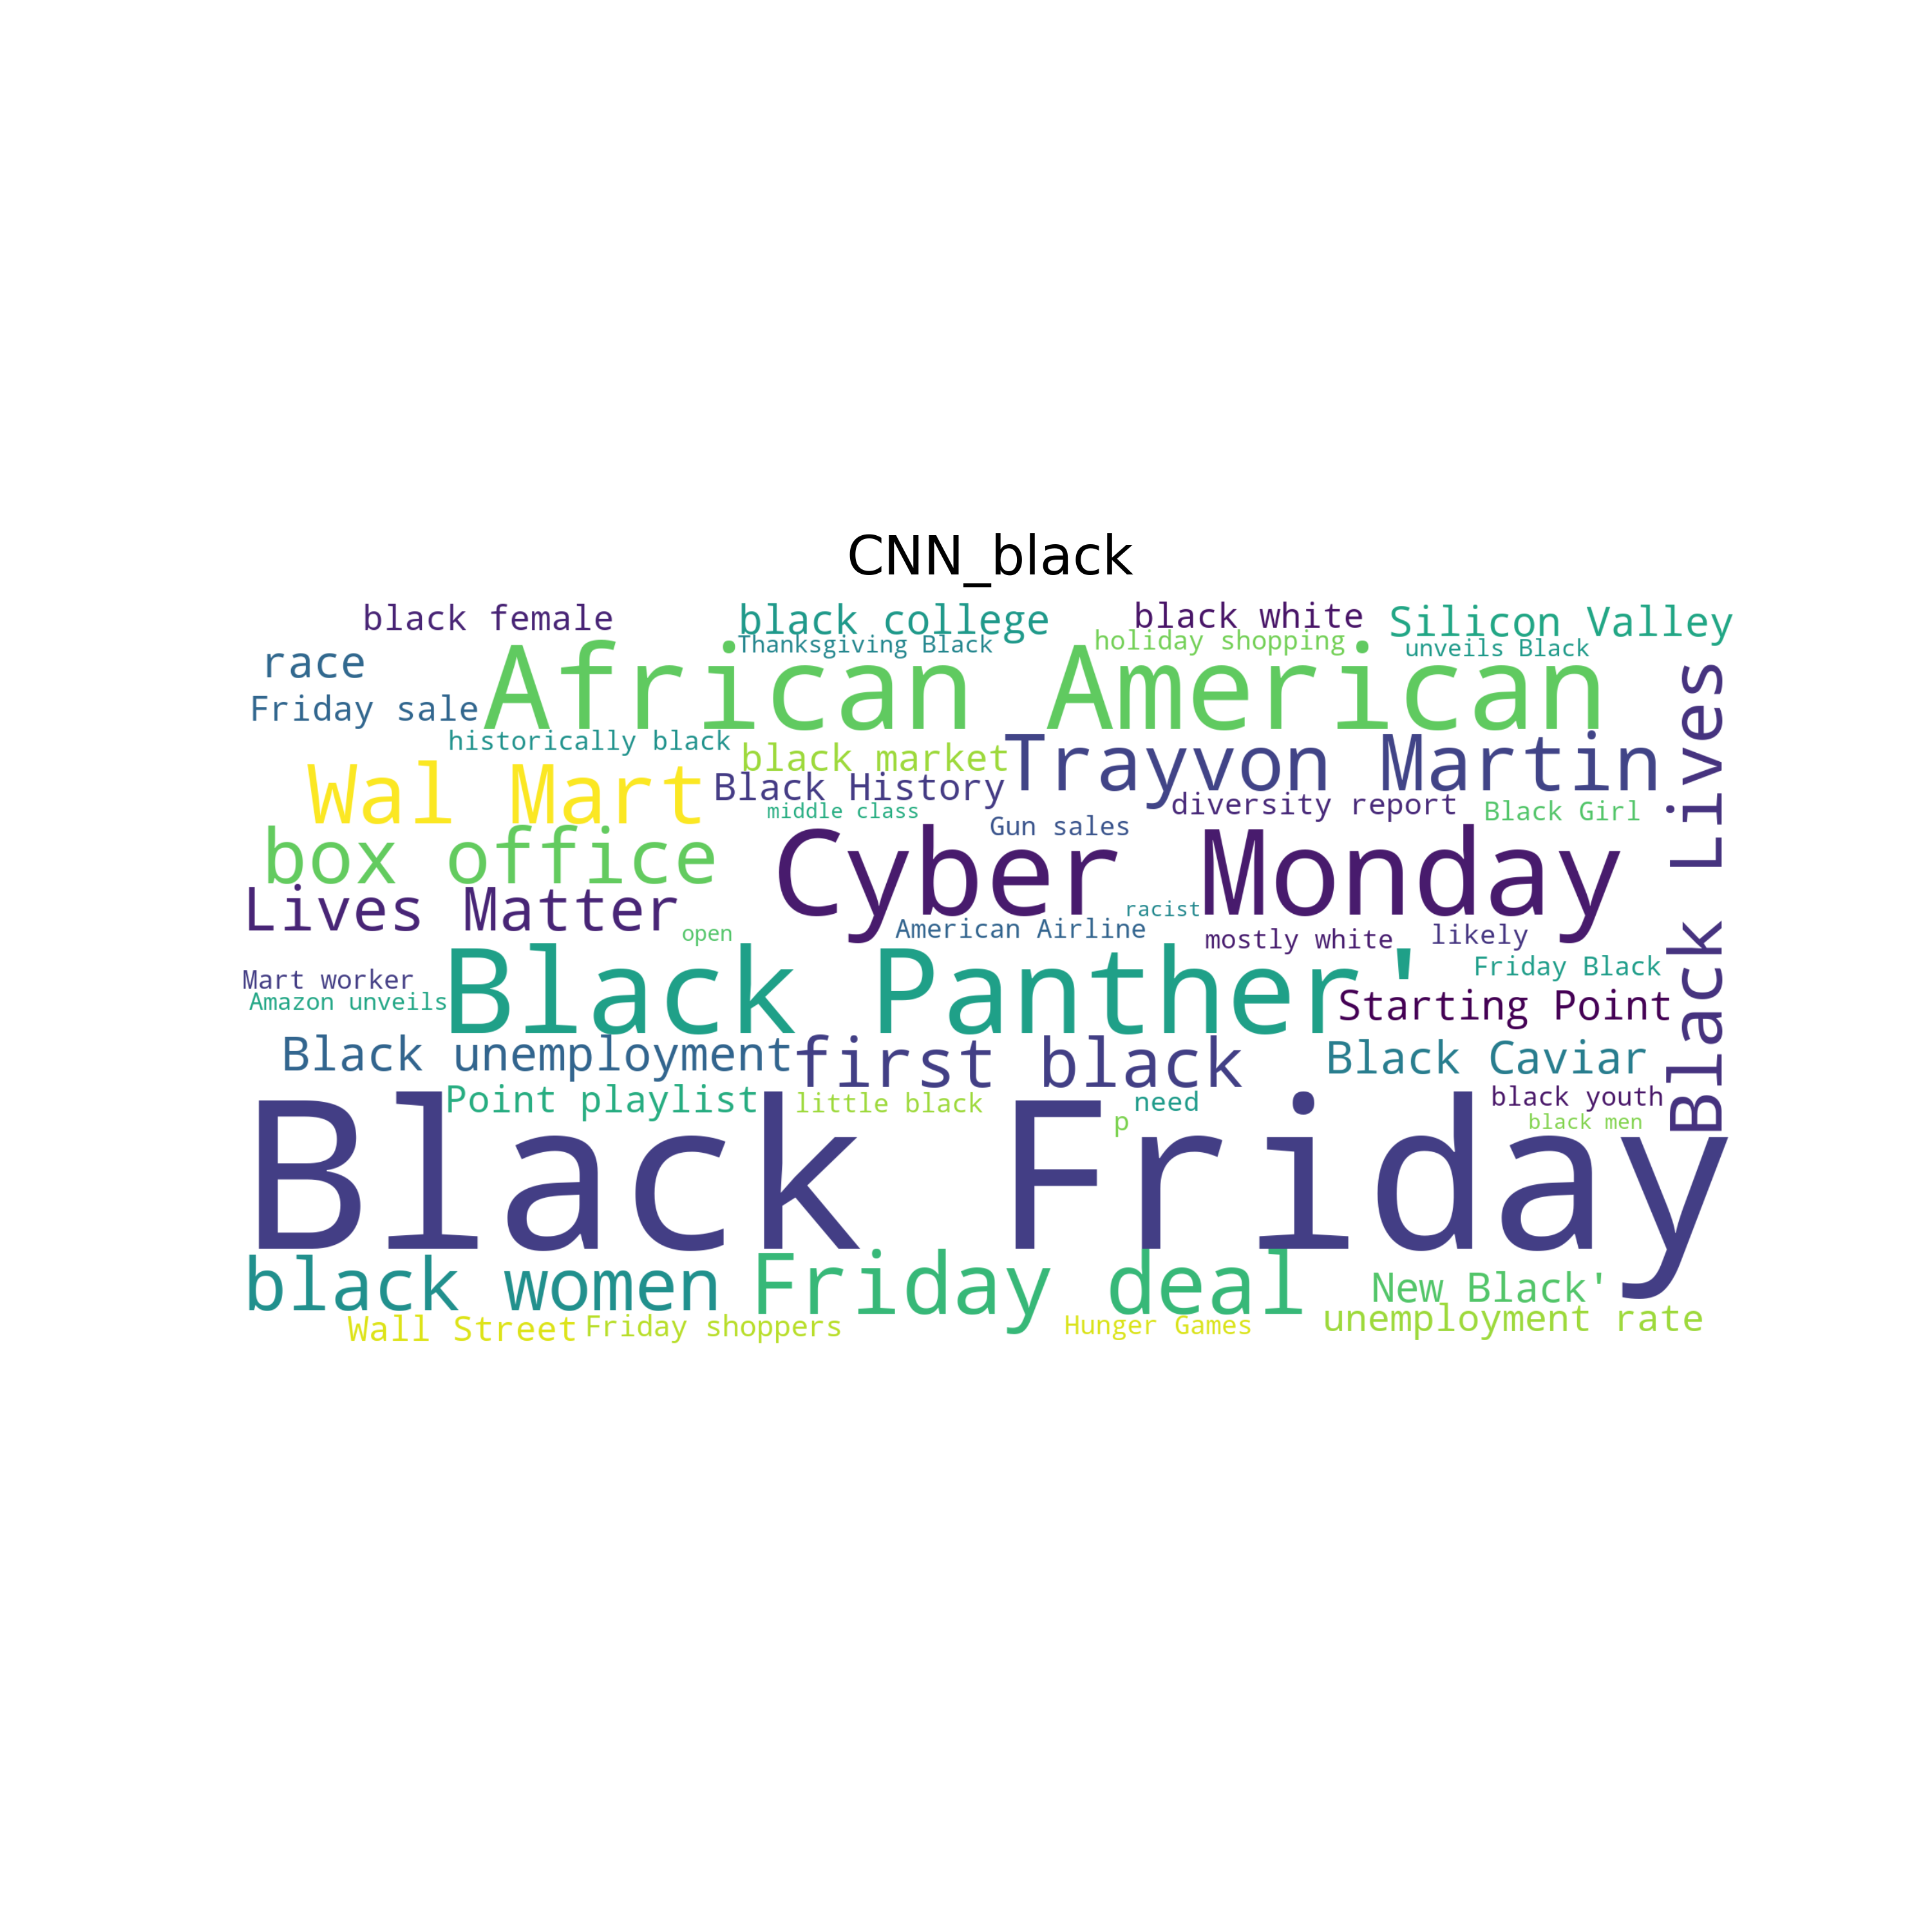 CNN_black
black female
black college
black white
Silicon Valley
Thanksgiving Black
holiday shopping
unveils Black
race
African American
Friday sale
historically black
black market
Trayvon Martin
Black Lives
Wal Mart
Black History
diversity report
Black Girl
middle class
Gun sales
box office
Cyber Monday
Lives Matter
racist
open
American Airline
mostly white
likely
Mart worker
Black Panther'
Friday Black
Amazon unveils
Starting Point
Black unemployment
first black
Black Caviar
Point playlist
little black
need
black youth
p
black men
Black Friday
black women
Friday deal
New Black'
Wall Street
Friday shoppers
Hunger Games
unemployment rate